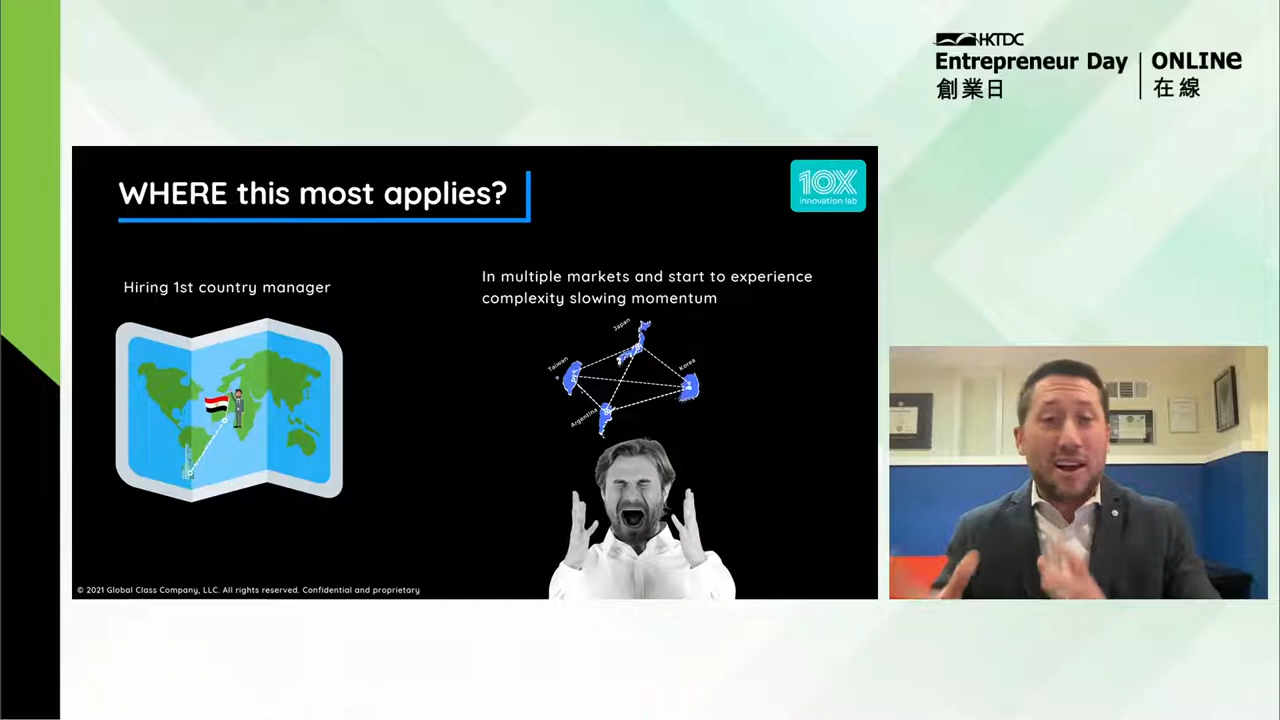 HKTDC
Entrepreneur Day
創業日
ONLINE
在線
WHERE this most applies?
10X
innovation lab
Hiring 1st country manager
In multiple markets and start to experience
complexity slowing momentum
Japan
Taiwan
Korea
Argentina
© 2021 Global Class Company, LLC. All rights reserved. Confidential and proprietary